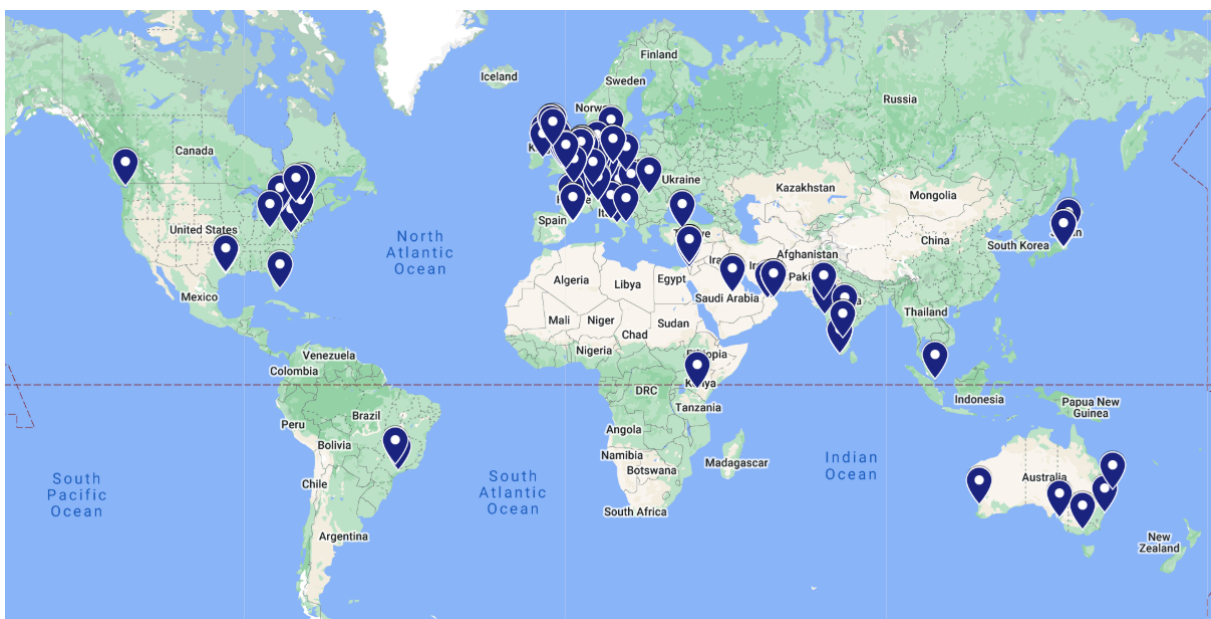 Iceland
Finland
Sweden
Norw
Russia
Canada
Ukraine
Kazakhstan
Mongolia
Spain
United States
North
Atlantic
Ocean
China
South Korea
Afghanistan
Algeria
Libya
Egypt
Saudi Arabia
Mexico
Mali
Niger
Chad
Sudan
Thailand
Nigeria
Venezuela
Colombia
DRC
Indonesia
Papua New
Guinea
Tanzania
Peru
Brazil
Bolivia
Angola
Namibia
Botswana
Madagascar
Indian
Ocean
Australia
South
Pacific
Ocean
Chile
South
Atlantic
Ocean
South Africa
Argentina
New
Zealand